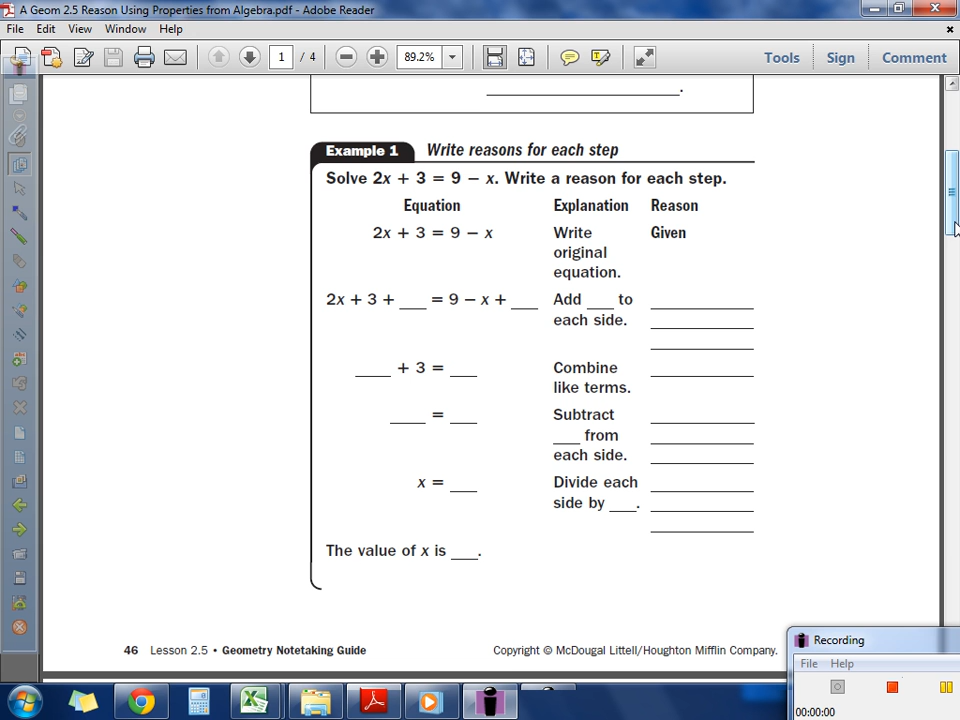 A Geom 2.5 Reason Using Properties from Algebra.pdf - Adobe Reader
File Edit View Window Help
1 / 4 89.2% Tools Sign Comment
.
Example 1 Write reasons for each step
Solve 2x + 3 = 9 − x. Write a reason for each step.
Equation Explanation Reason
2x + 3 = 9 − x Write Given
original
equation.
2x + 3 + ___ = 9 − x + ___ Add ___ to
each side.
____ + 3 = ___ Combine
like terms.
____ = ___ Subtract
___ from
each side.
x = ___ Divide each
side by ___.
The value of x is ___.
46 Lesson 2.5 • Geometry Notetaking Guide Copyright © McDougal Littell/Houghton Mifflin Company.
Recording
File Help
00:00:00